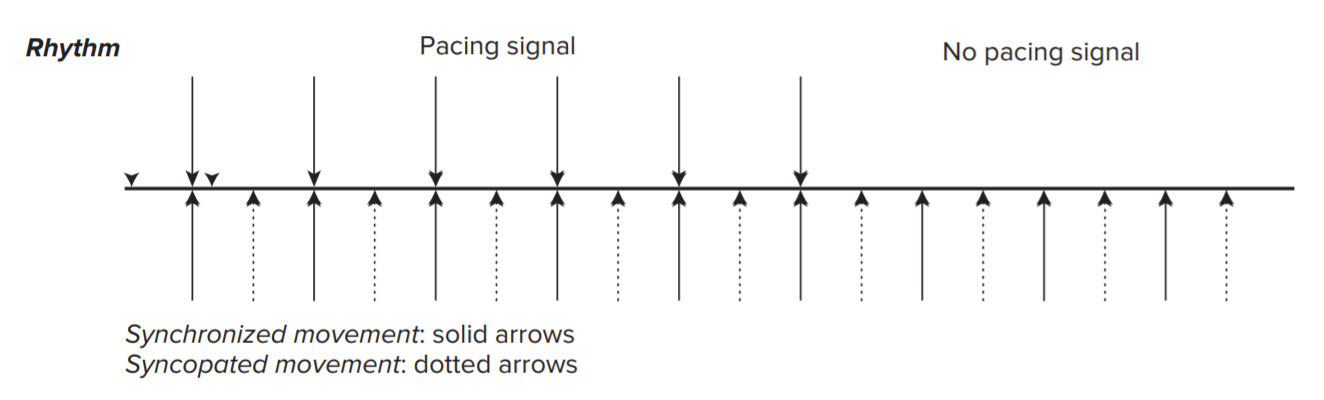 Rhythm
Pacing signal
No pacing signal
Synchronized movement: solid arrows
Syncopated movement: dotted arrows